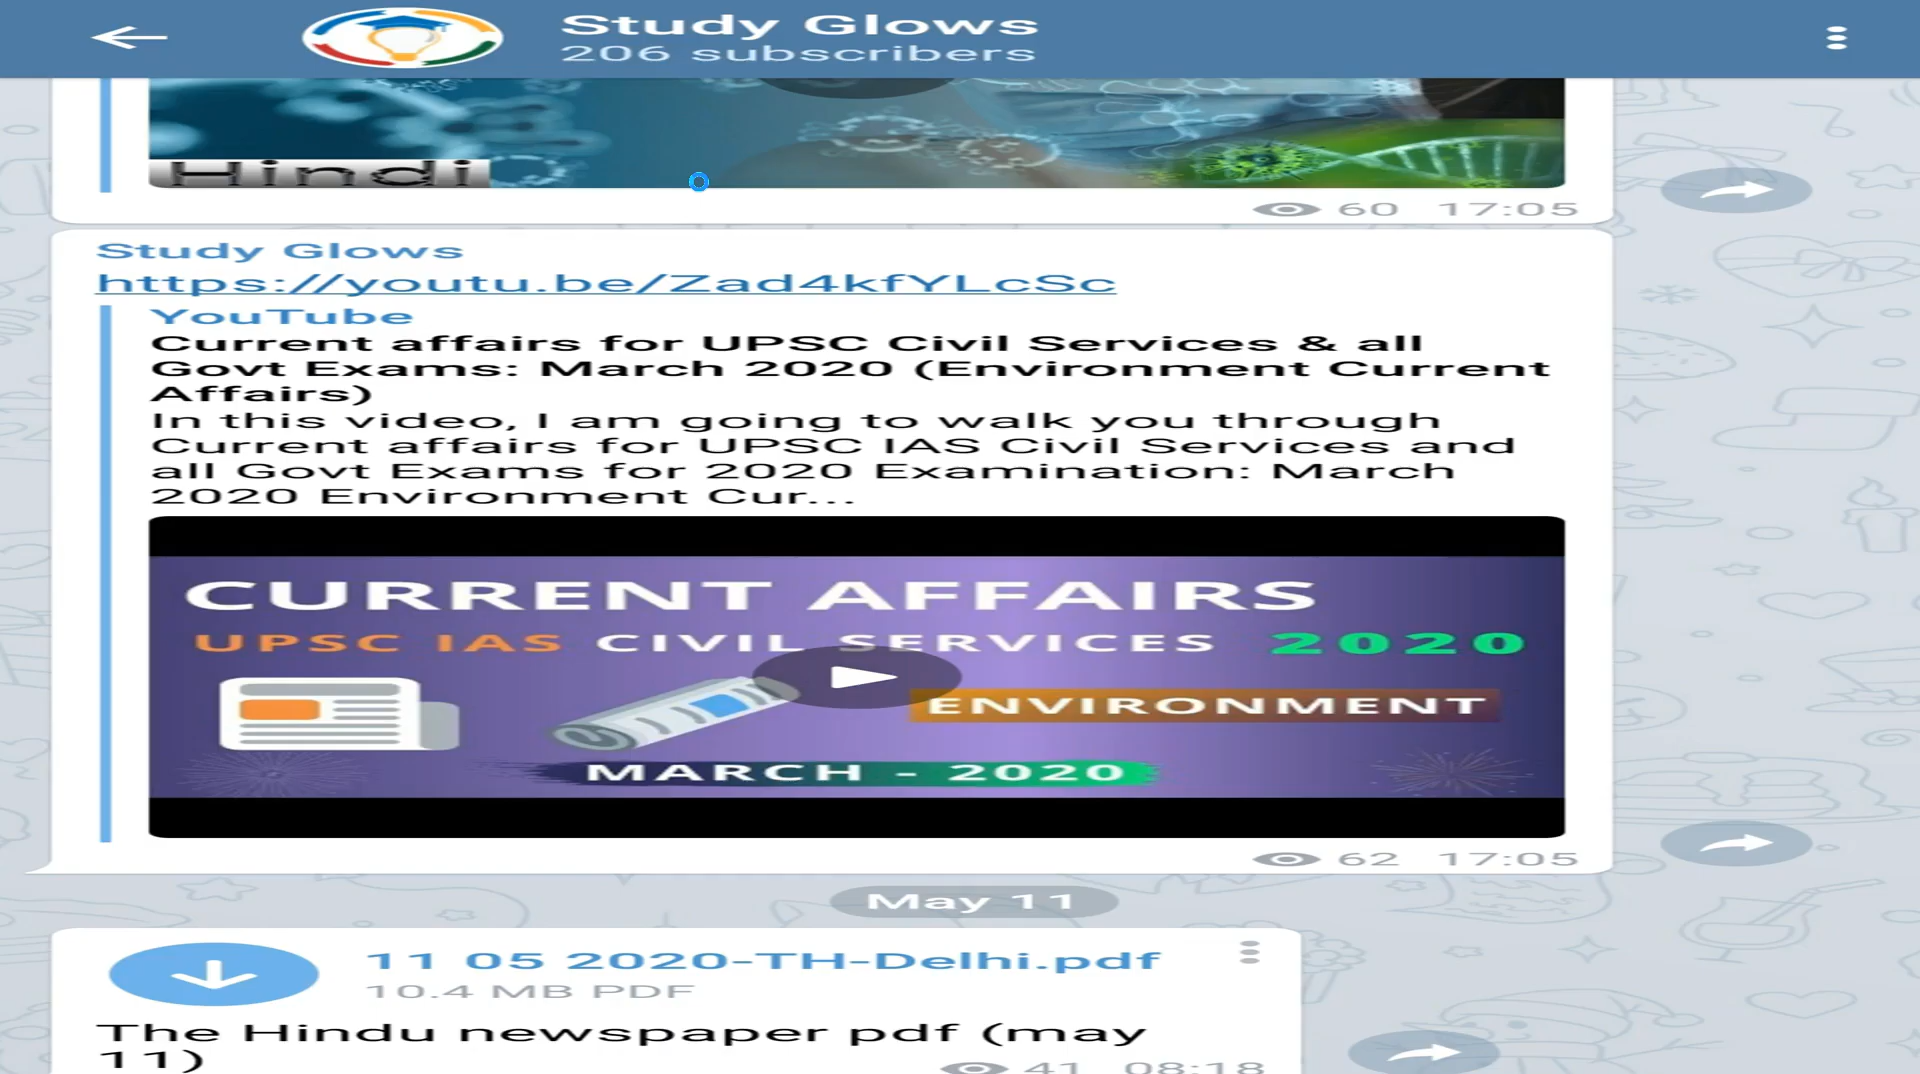 Study Glows
206 subscribers
Hindi
60 17:05
Study Glows
https://youtu.be/Zad4kfYLcSc
YouTube
Current affairs for UPSC Civil Services & all
Govt Exams: March 2020 (Environment Current
Affairs)
In this video, I am going to walk you through
Current affairs for UPSC IAS Civil Services and
all Govt Exams for 2020 Examination: March
2020 Environment Cur...
CURRENT AFFAIRS
UPSC IAS CIVIL SERVICES 2020
ENVIRONMENT
MARCH - 2020
62 17:05
May 11
11 05 2020-TH-Delhi.pdf
10.4 MB PDF
The Hindu newspaper pdf (may
11)
41 08:18